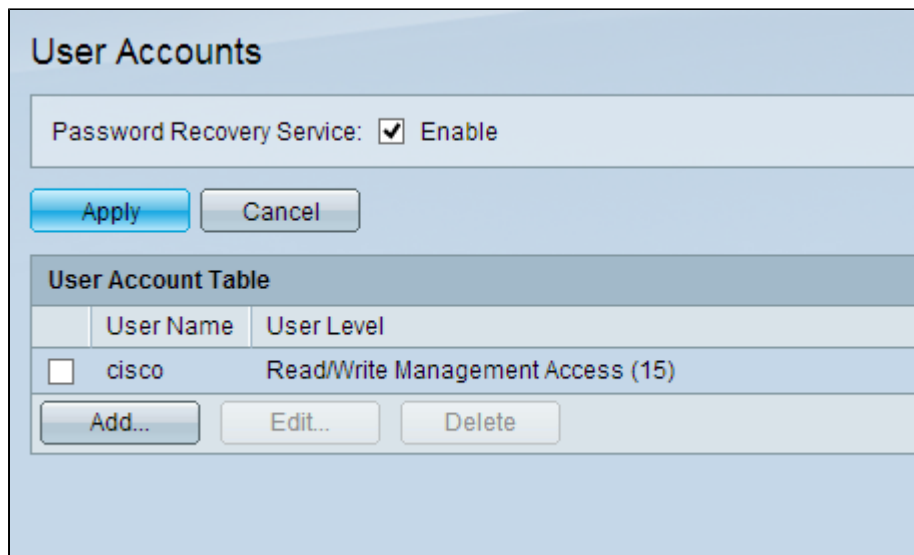 User Accounts
Password Recovery Service: Enable
Apply Cancel
User Account Table
User Name User Level
cisco Read/Write Management Access (15)
Add... Edit... Delete